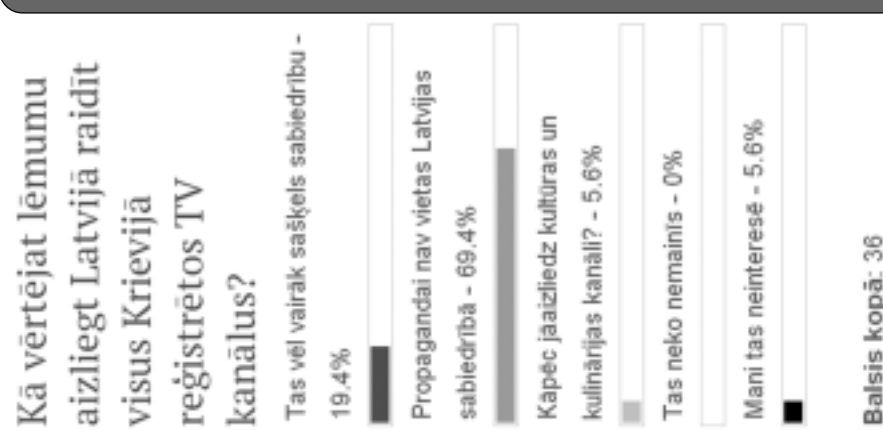 Kā vērtējat lēmumu
aizliegt Latvijā raidīt
visus Krievijā
reģistrētos TV
kanālus?
Tas vēl vairāk sašķels sabiedrību -
19.4%
Propagandai nav vietas Latvijas
sabiedrībā - 69.4%
Kāpēc jāaizliedz kultūras un
kulinārijas kanāli? - 5.6%
Tas neko nemainīs - 0%
Mani tas neinteresē - 5.6%
Balsis kopā: 36